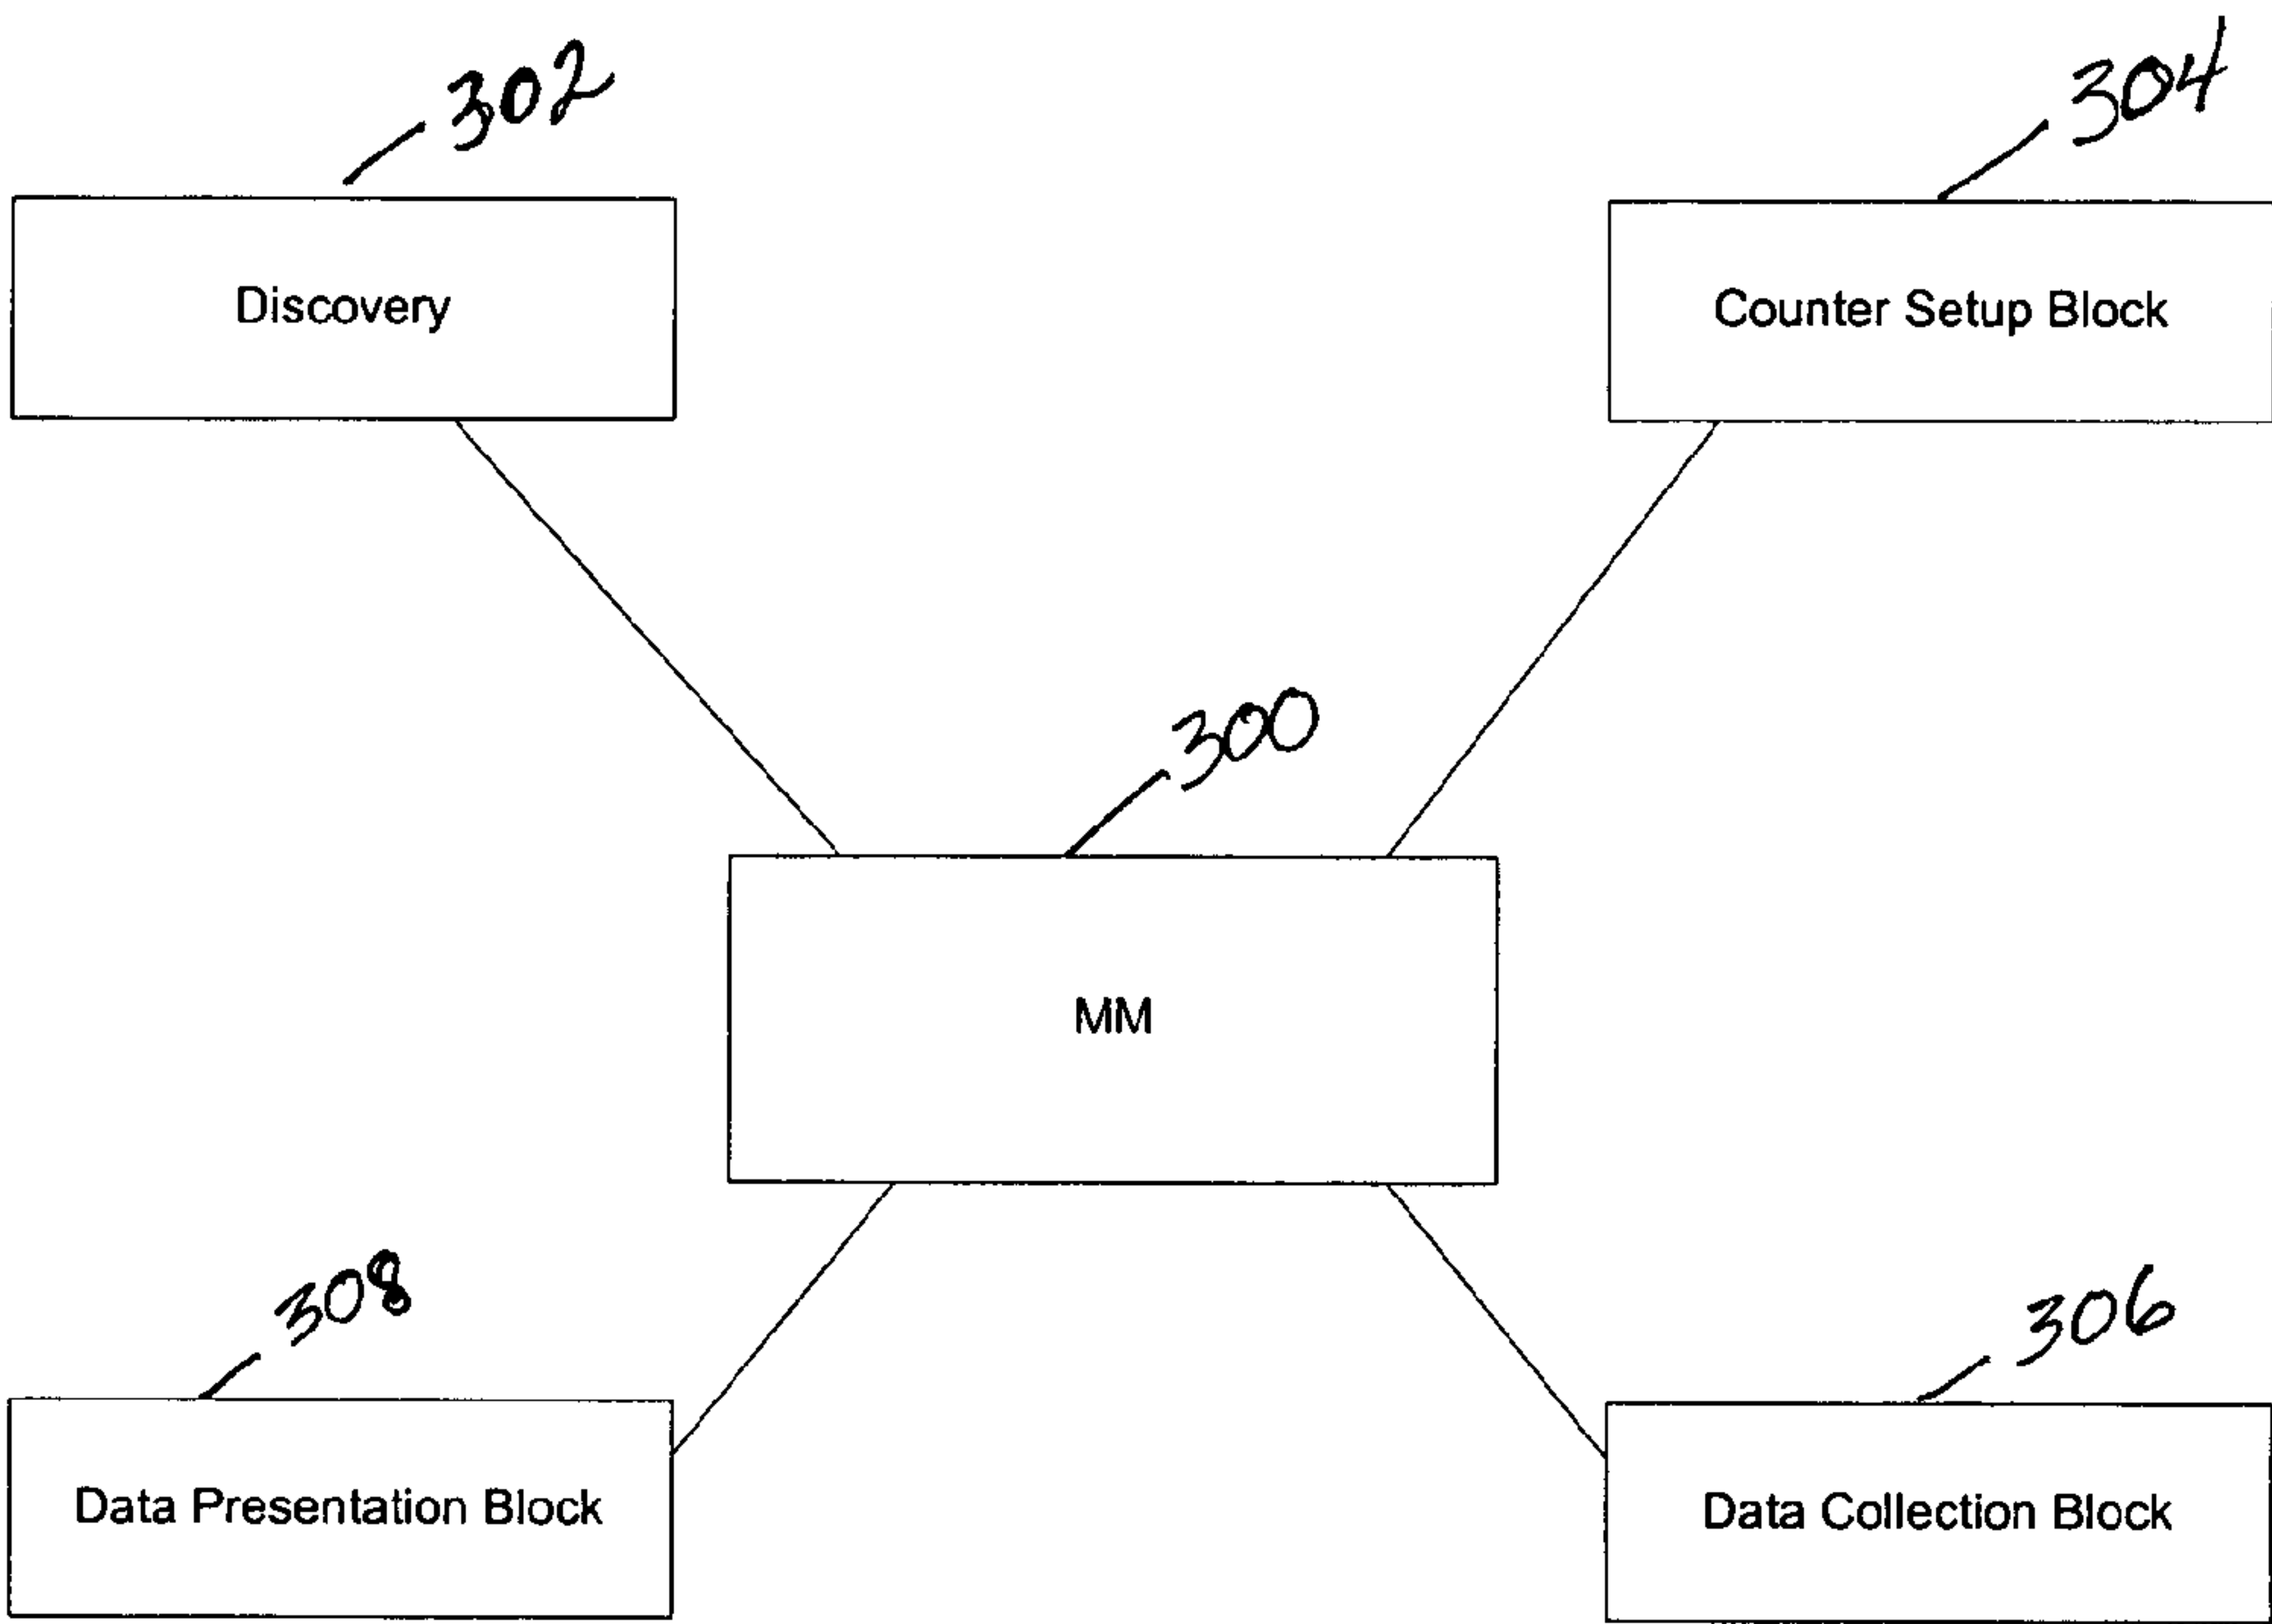 302
304
Discovery
Counter Setup Block
300
MM
308
306
Data Presentation Block
Data Collection Block